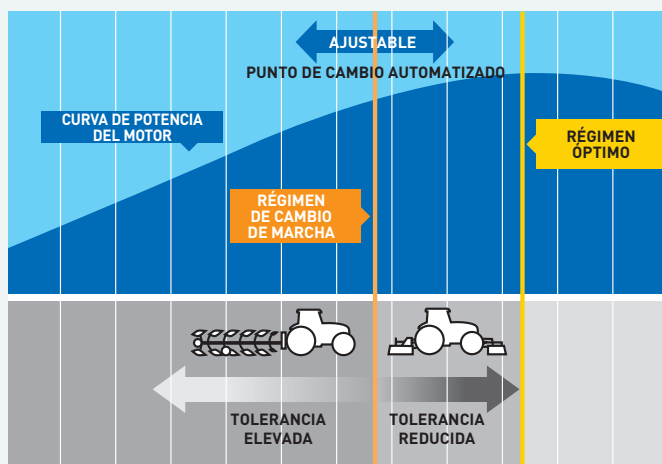 AJUSTABLE
PUNTO DE CAMBIO AUTOMATIZADO
CURVA DE POTENCIA
DEL MOTOR
RÉGIMEN
ÓPTIMO
RÉGIMEN
DE CAMBIO
DE MARCHA
TOLERANCIA
ELEVADA
TOLERANCIA
REDUCIDA